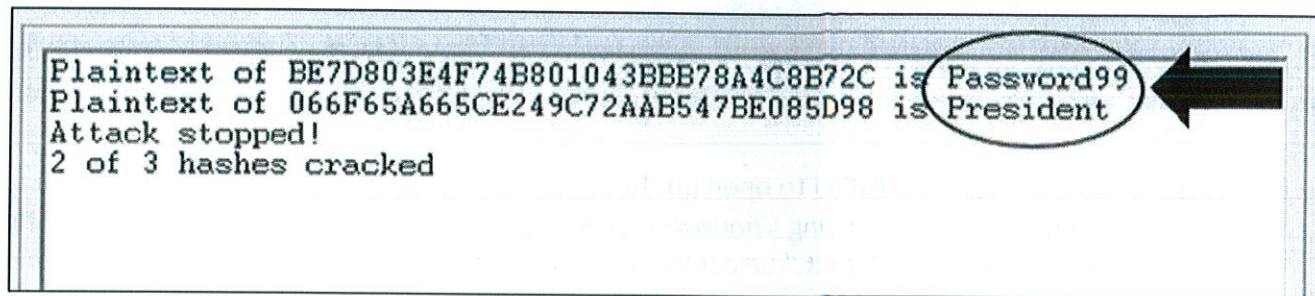 Plaintext of BE7D803E4F74B801043BBB78A4C8B72C is Password99
Plaintext of 066F65A665CE249C72AAB547BE085D98 is President
Attack stopped!
2 of 3 hashes cracked